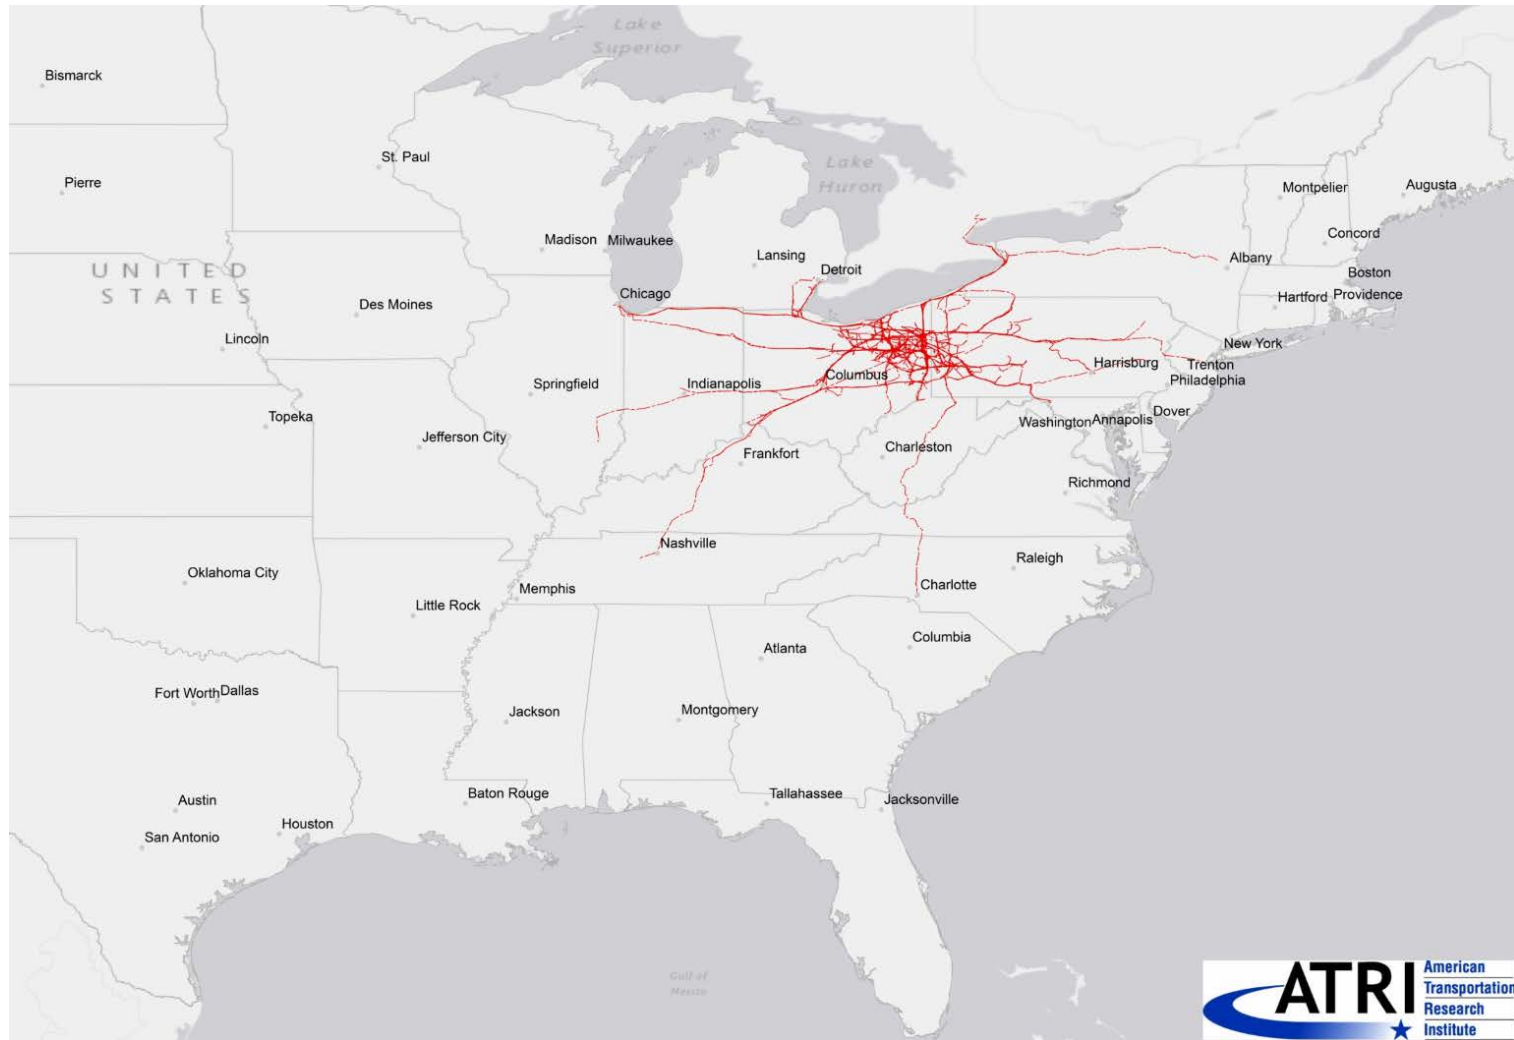 Lake
Superior
Bismarck
St. Paul
Lake
Huron
Pierre
Montpelier
Augusta
Madison
Milwaukee
Concord
UNITED
STATES
Lansing
Detroit
Albany
Boston
Chicago
Hartford
Providence
Des Moines
Lincoln
New York
Harrisburg
Trenton
Springfield
Indianapolis
Columbus
Philadelphia
Topeka
Washington
Annapolis
Dover
Jefferson City
Frankfort
Charleston
Richmond
Nashville
Raleigh
Oklahoma City
Memphis
Charlotte
Little Rock
Columbia
Atlanta
Fort Worth
Dallas
Jackson
Montgomery
Baton Rouge
Tallahassee
Jacksonville
Austin
Houston
San Antonio
Gulf of
Mexico
ATRI
American
Transportation
Research
Institute